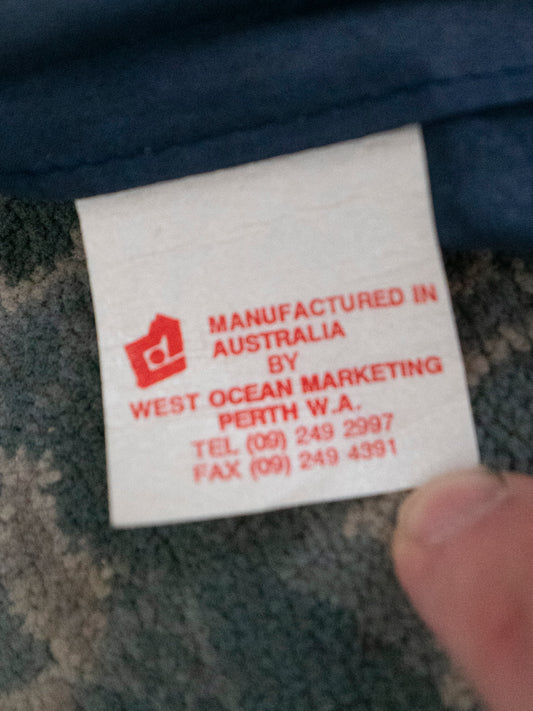 MANUFACTURED IN
AUSTRALIA
BY
WEST OCEAN MARKETING
PERTH W.A.
TEL (09) 249 2997
FAX (09) 249 4391